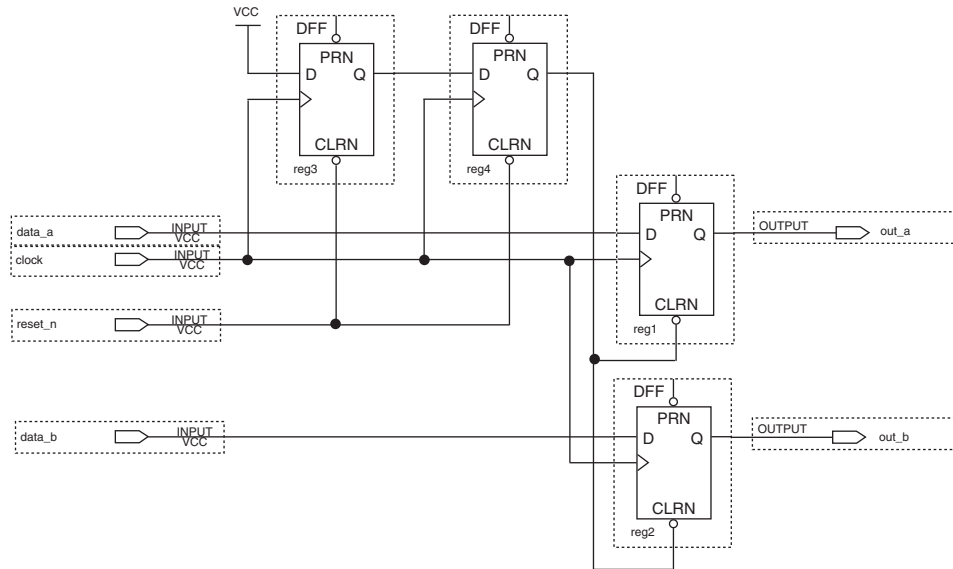 VCC
DFF
PRN
D Q
CLRN
reg3
DFF
PRN
D Q
CLRN
reg4
DFF
PRN
D Q
CLRN
reg1
data_a
INPUT
VCC
OUTPUT
out_a
clock
INPUT
VCC
reset_n
INPUT
VCC
DFF
PRN
D Q
CLRN
reg2
data_b
INPUT
VCC
OUTPUT
out_b